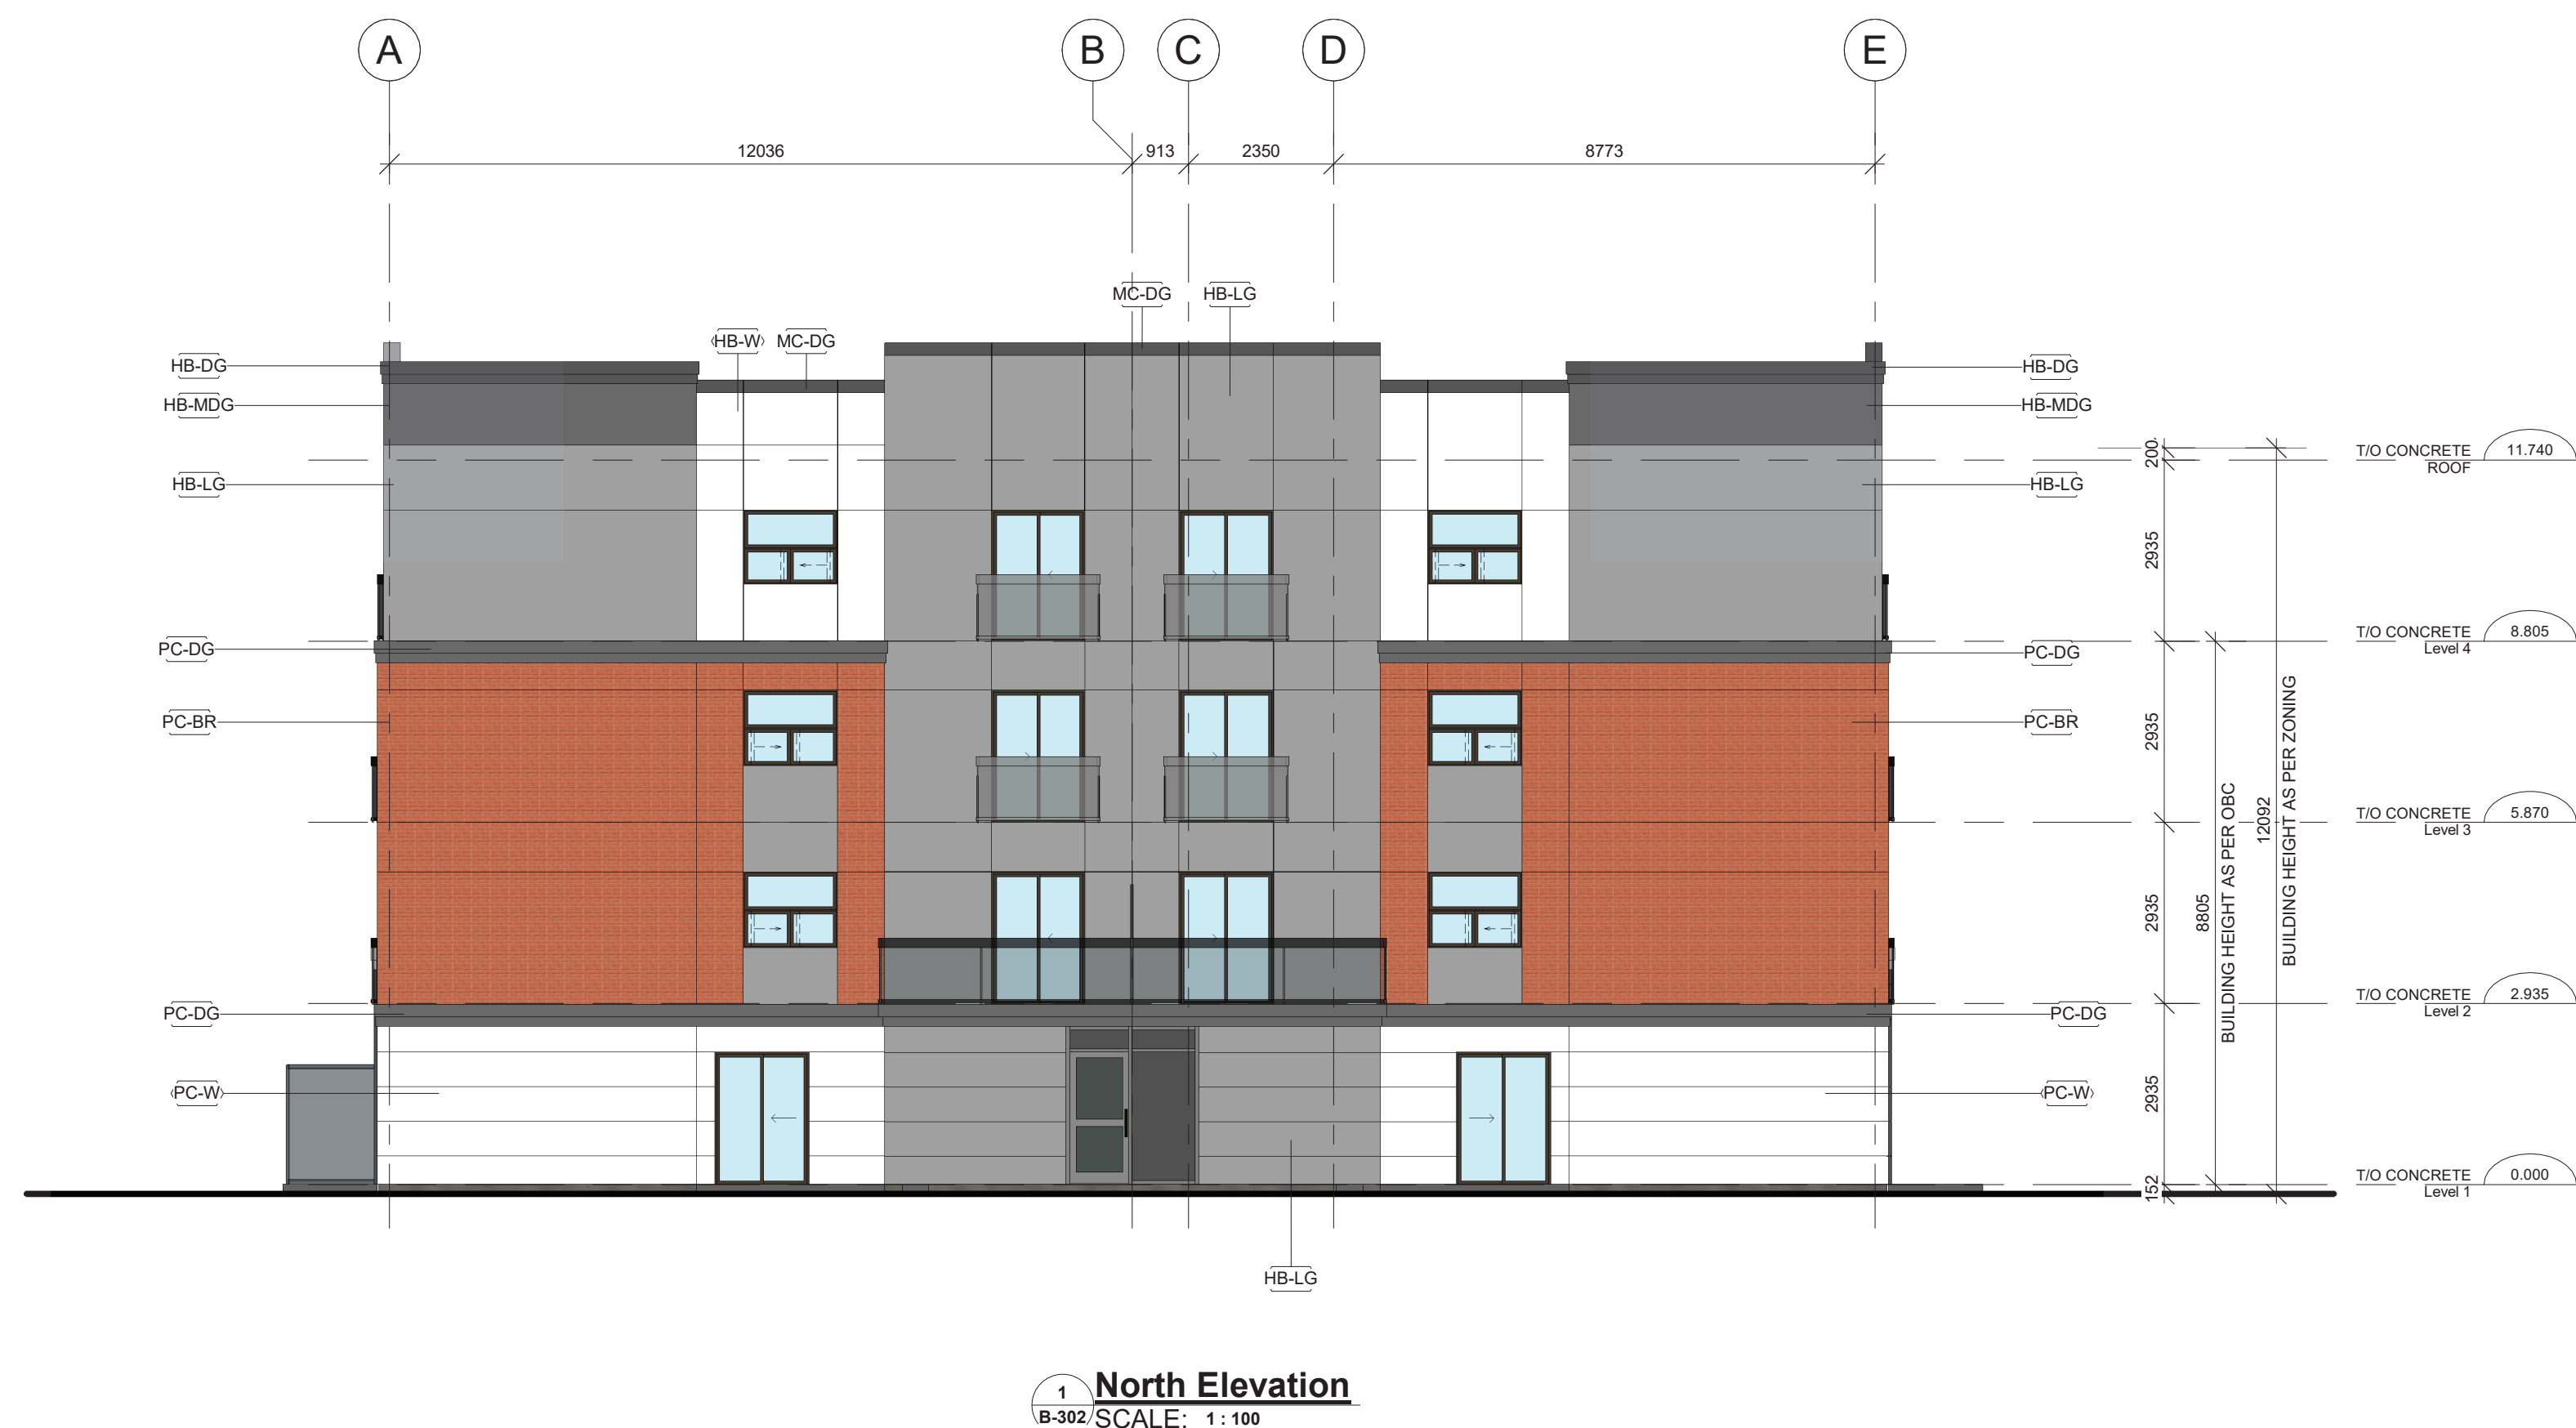 A B C D E
12036 913 2350 8773
MC-DG HB-LG
HB-W MC-DG
HB-DG HB-DG
HB-MDG HB-MDG
200
T/O CONCRETE 11.740
ROOF
HB-LG HB-LG
2935
T/O CONCRETE 8.805
Level 4
PC-DG PC-DG
PC-BR PC-BR
2935
BUILDING HEIGHT AS PER ZONING
12092
T/O CONCRETE 5.870
Level 3
BUILDING HEIGHT AS PER OBC
8805
2935
T/O CONCRETE 2.935
Level 2
PC-DG PC-DG
PC-W PC-W
2935
T/O CONCRETE 0.000
Level 1
152
HB-LG
1 North Elevation
B-302 SCALE: 1 : 100